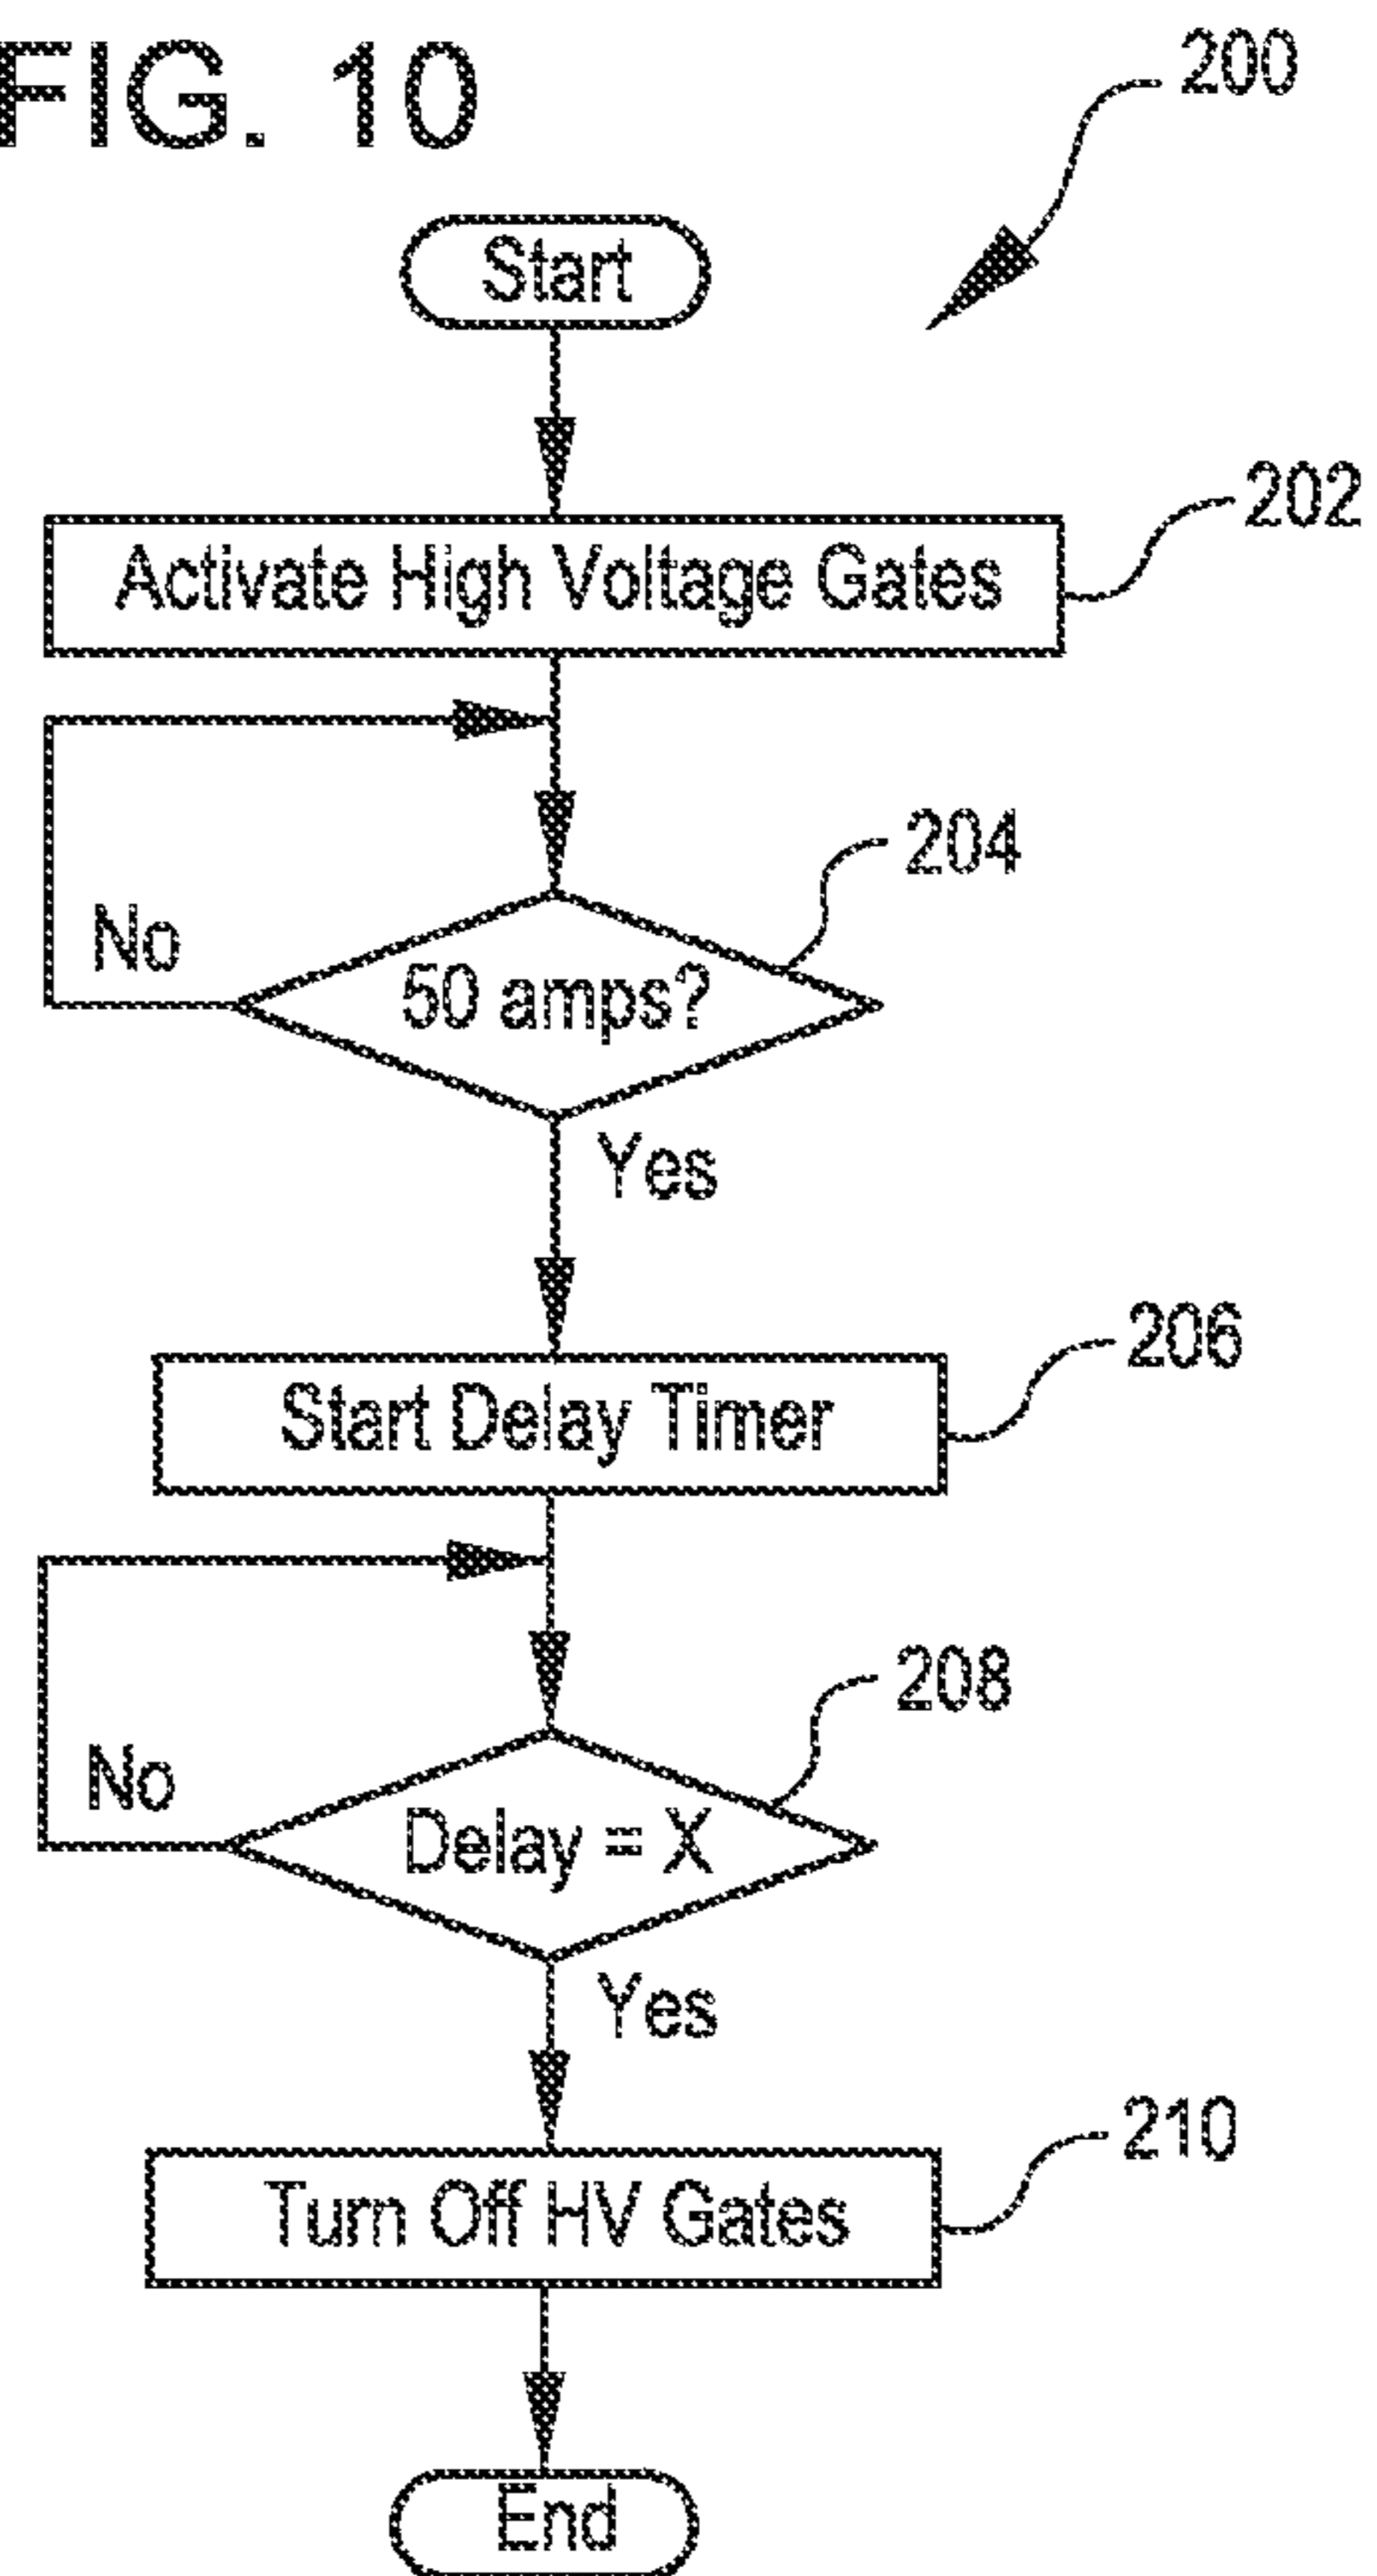 FIG. 10
200
Start
Activate High Voltage Gates
202
204
No
50 amps?
Yes
206
Start Delay Timer
208
No
Delay = X
Yes
210
Turn Off HV Gates
End